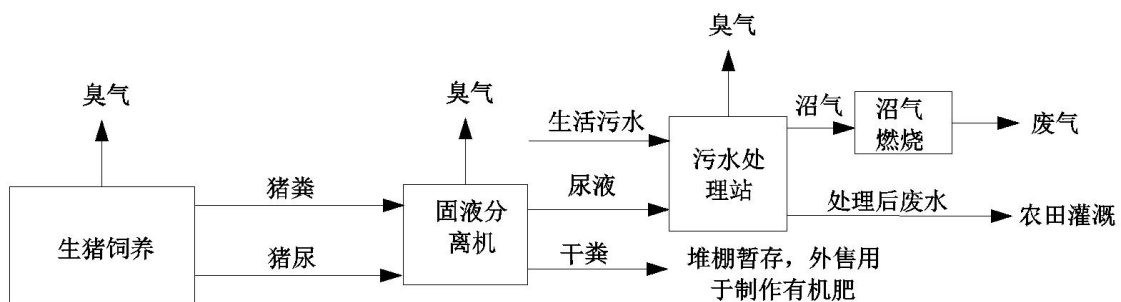 臭气
臭气
臭气
沼气
沼气
燃烧
废气
生活污水
污水处
理站
猪粪
尿液
处理后废水
农田灌溉
生猪饲养
固液分
离机
猪尿
干粪
堆棚暂存，外售用
于制作有机肥